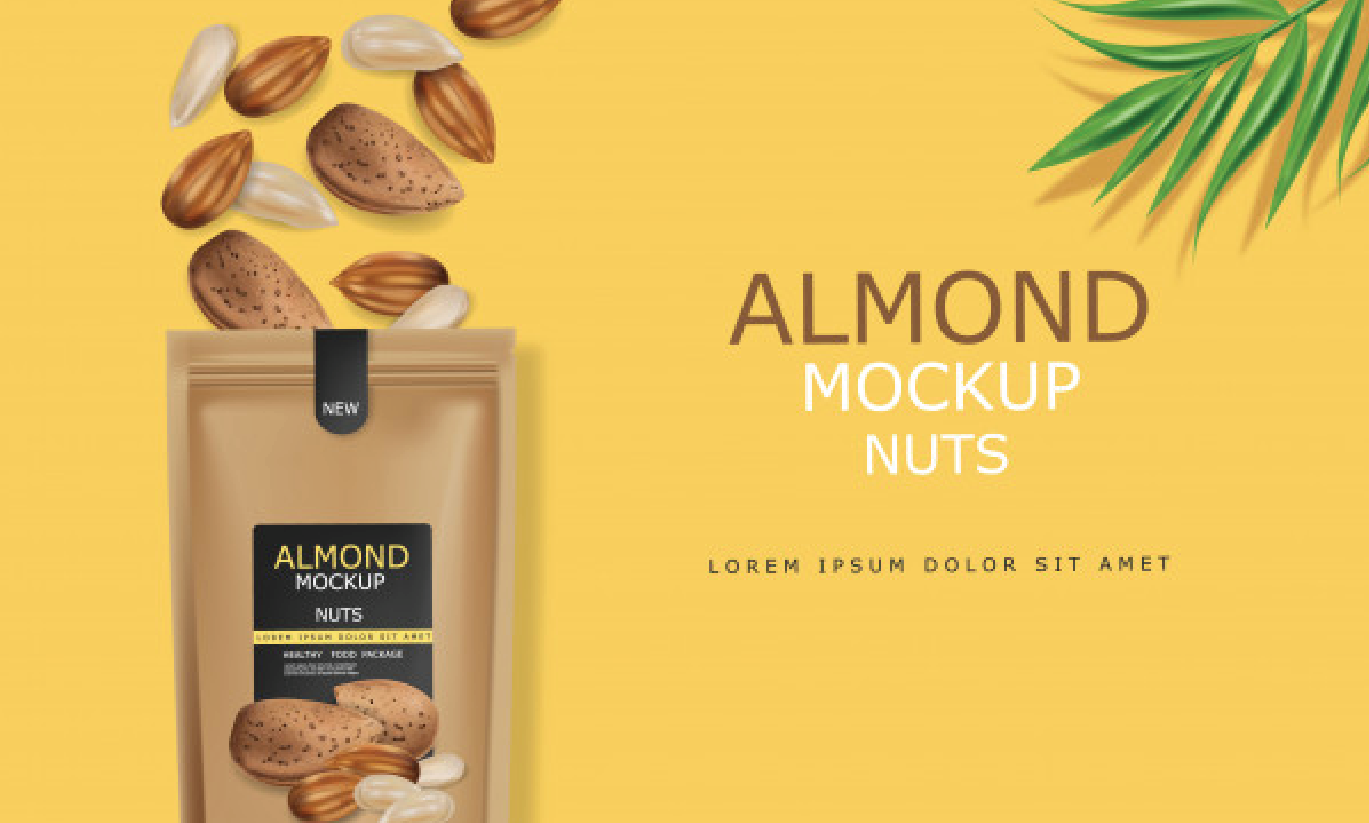 NEW
ALMOND
MOCKUP
NUTS
LOREM IPSUM DOLOR SIT AMET
HEALTHY FOOD PACKAGE
ALMOND
MOCKUP
NUTS
LOREM IPSUM DOLOR SIT AMET